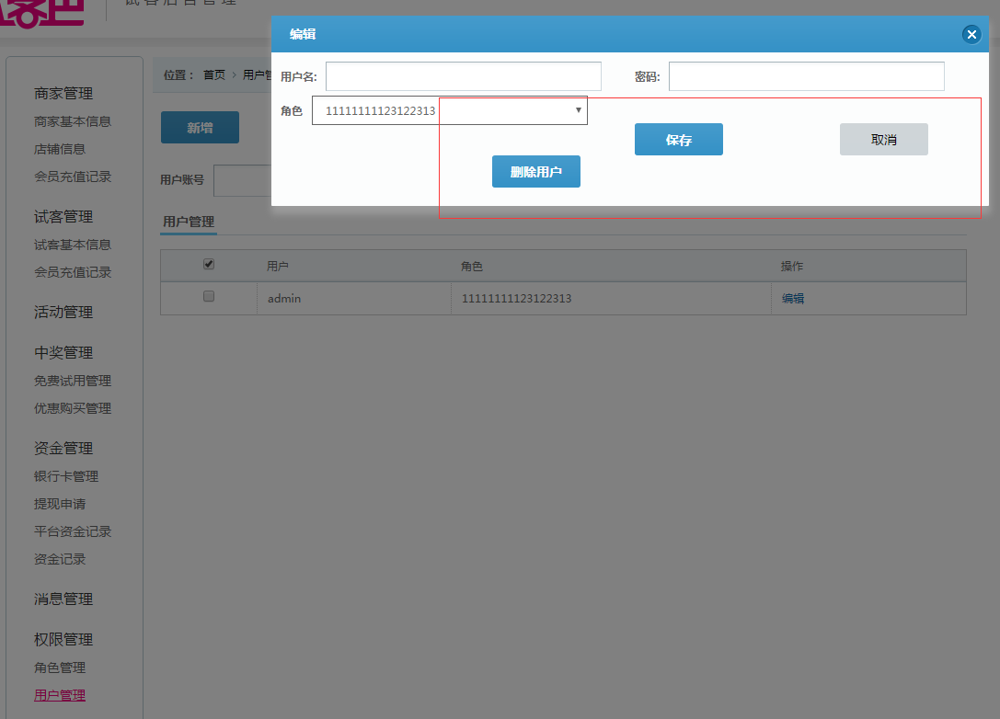 试客后台管理
编辑
用户名:
密码:
角色 11111111123122313
保存
取消
删除用户
位置： 首页 › 用户管
新增
用户账号
用户管理
用户 角色 操作
admin 11111111123122313 编辑
商家管理
商家基本信息
店铺信息
会员充值记录
试客管理
试客基本信息
会员充值记录
活动管理
中奖管理
免费试用管理
优惠购买管理
资金管理
银行卡管理
提现申请
平台资金记录
资金记录
消息管理
权限管理
角色管理
用户管理